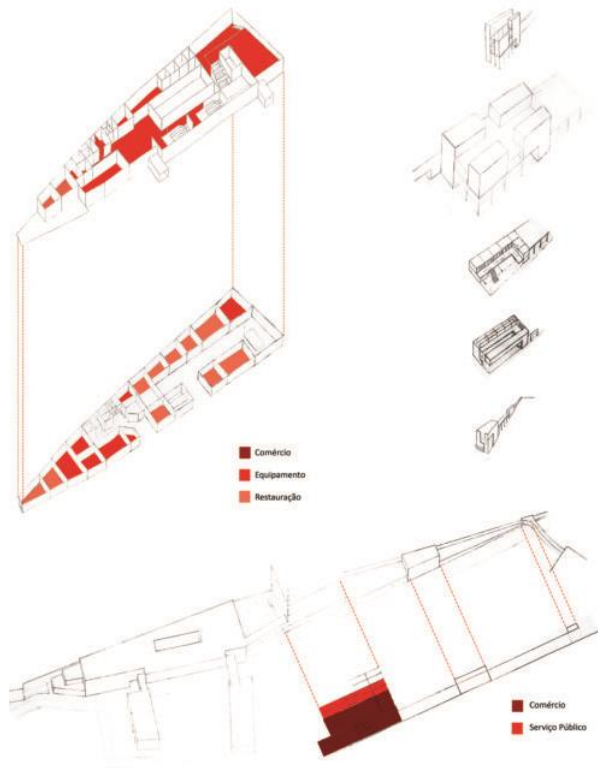 Comércio
Equipamento
Restauração
Comércio
Serviço Público